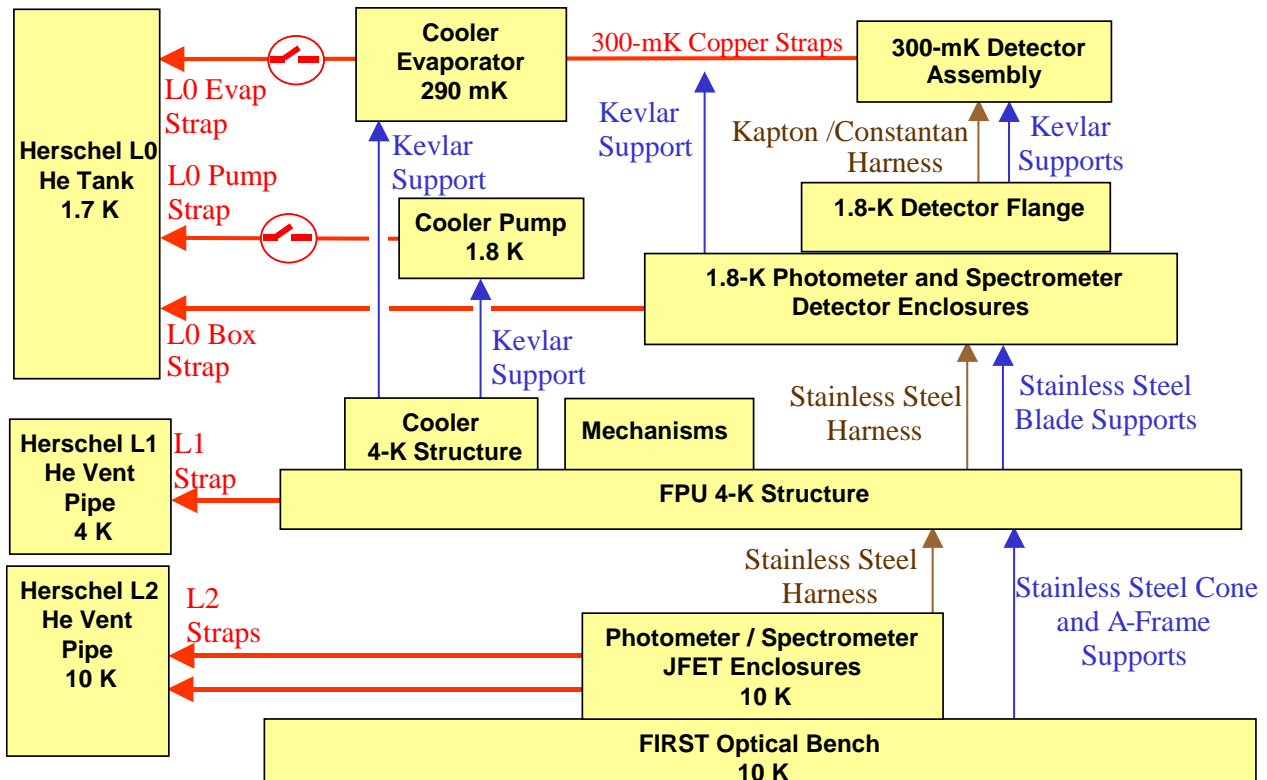 Cooler
Evaporator
290 mK
300-mK Copper Straps
300-mK Detector
Assembly
L0 Evap
Strap
Kevlar
Support
Kevlar
Support
Kapton /Constantan
Harness
Kevlar
Supports
Herschel L0
He Tank
1.7 K
L0 Pump
Strap
Cooler Pump
1.8 K
1.8-K Detector Flange
1.8-K Photometer and Spectrometer
Detector Enclosures
L0 Box
Strap
Kevlar
Support
Stainless Steel
Harness
Stainless Steel
Blade Supports
Cooler
4-K Structure
Mechanisms
Herschel L1
He Vent
Pipe
4 K
L1
Strap
FPU 4-K Structure
Stainless Steel
Harness
Stainless Steel Cone
and A-Frame
Supports
Herschel L2
He Vent
Pipe
10 K
L2
Straps
Photometer / Spectrometer
JFET Enclosures
10 K
FIRST Optical Bench
10 K